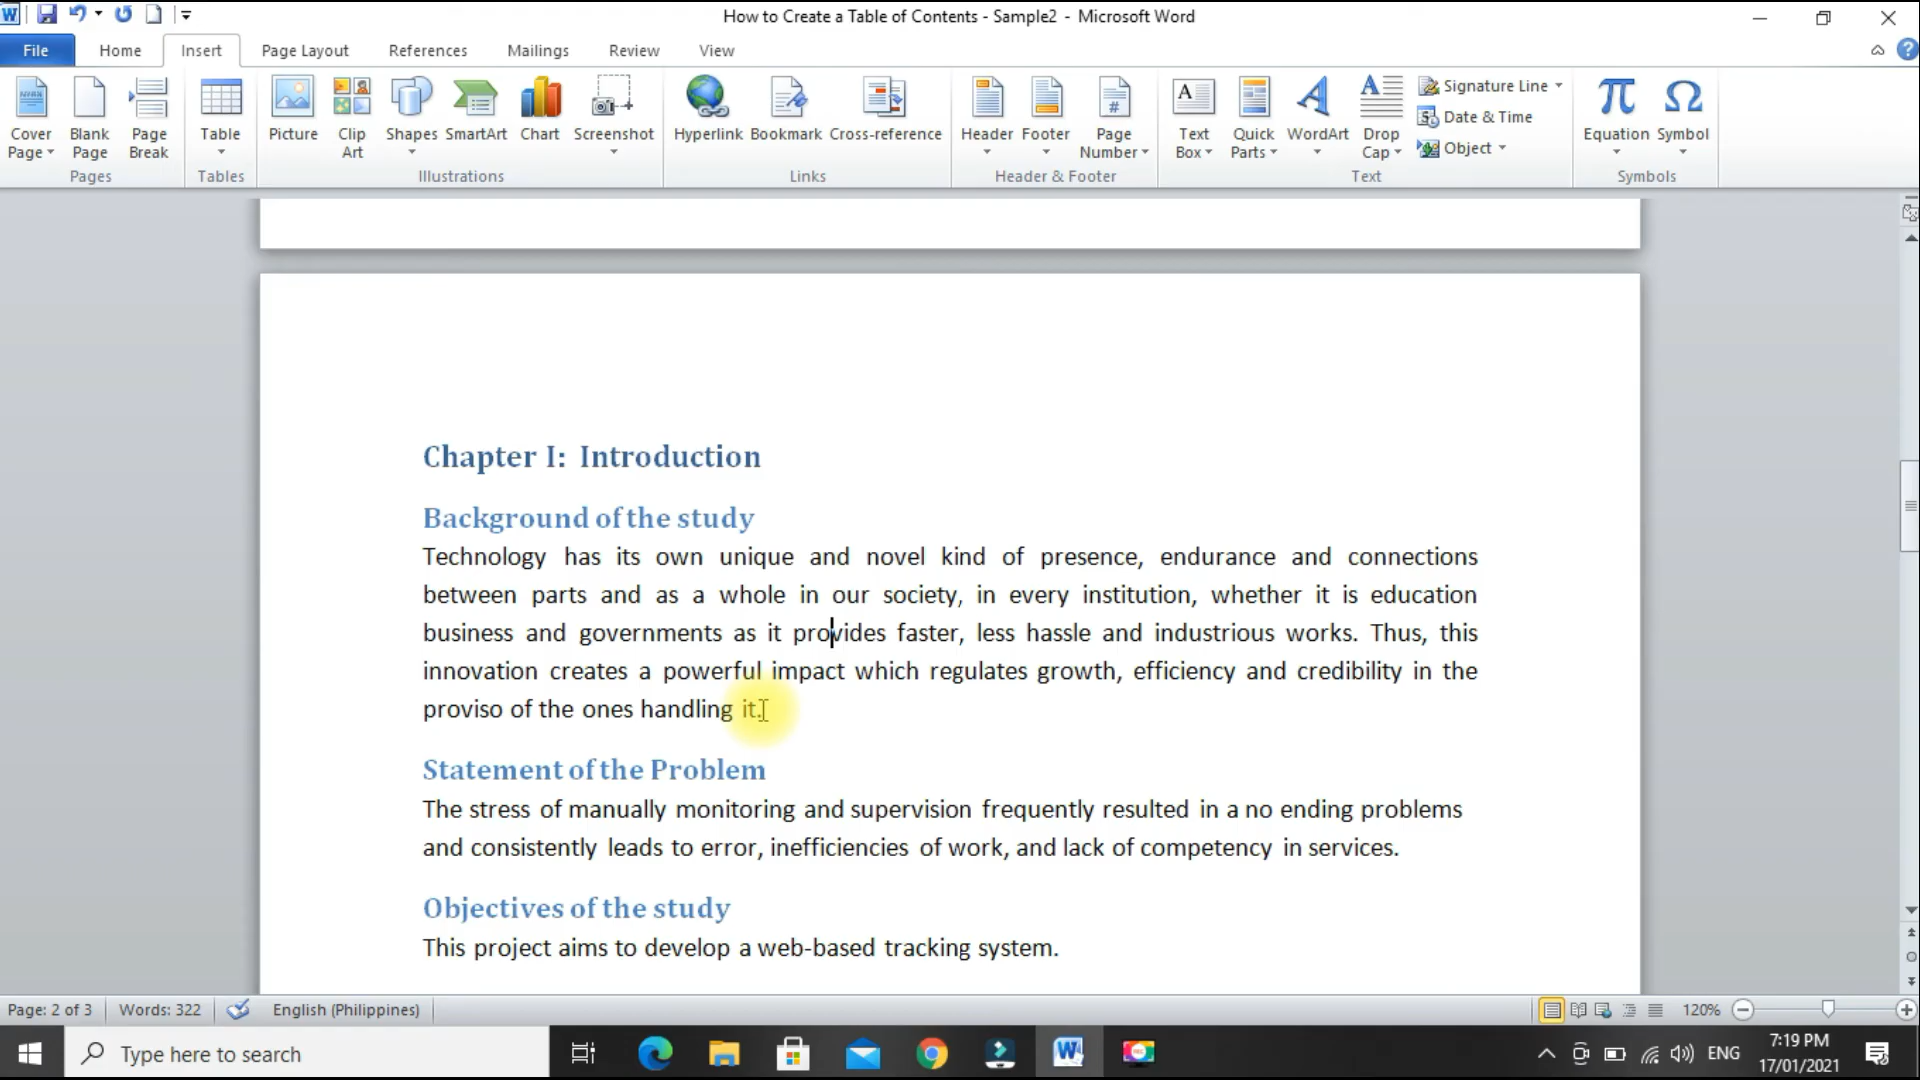 How to Create a Table of Contents - Sample2 - Microsoft Word
File Home Insert Page Layout References Mailings Review View
Cover Page
Blank Page
Page Break
Pages
Table
Tables
Picture
Clip Art
Shapes
SmartArt
Chart
Screenshot
Illustrations
Hyperlink
Bookmark
Cross-reference
Links
Header
Footer
Page Number
Header & Footer
Text Box
Quick Parts
WordArt
Drop Cap
Signature Line
Date & Time
Object
Text
Equation
Symbol
Symbols
Chapter I: Introduction
Background of the study
Technology has its own unique and novel kind of presence, endurance and connections
between parts and as a whole in our society, in every institution, whether it is education
business and governments as it provides faster, less hassle and industrious works. Thus, this
innovation creates a powerful impact which regulates growth, efficiency and credibility in the
proviso of the ones handling it.
Statement of the Problem
The stress of manually monitoring and supervision frequently resulted in a no ending problems
and consistently leads to error, inefficiencies of work, and lack of competency in services.
Objectives of the study
This project aims to develop a web-based tracking system.
Page: 2 of 3 Words: 322 English (Philippines) 120%
Type here to search
ENG
7:19 PM
17/01/2021